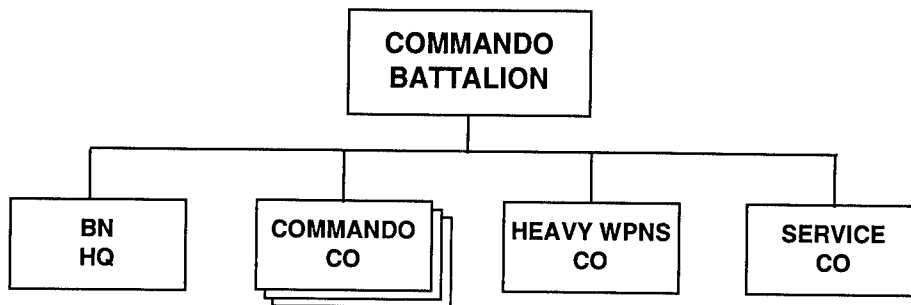 COMMANDO
BATTALION
BN
HQ
COMMANDO
CO
HEAVY WPNS
CO
SERVICE
CO